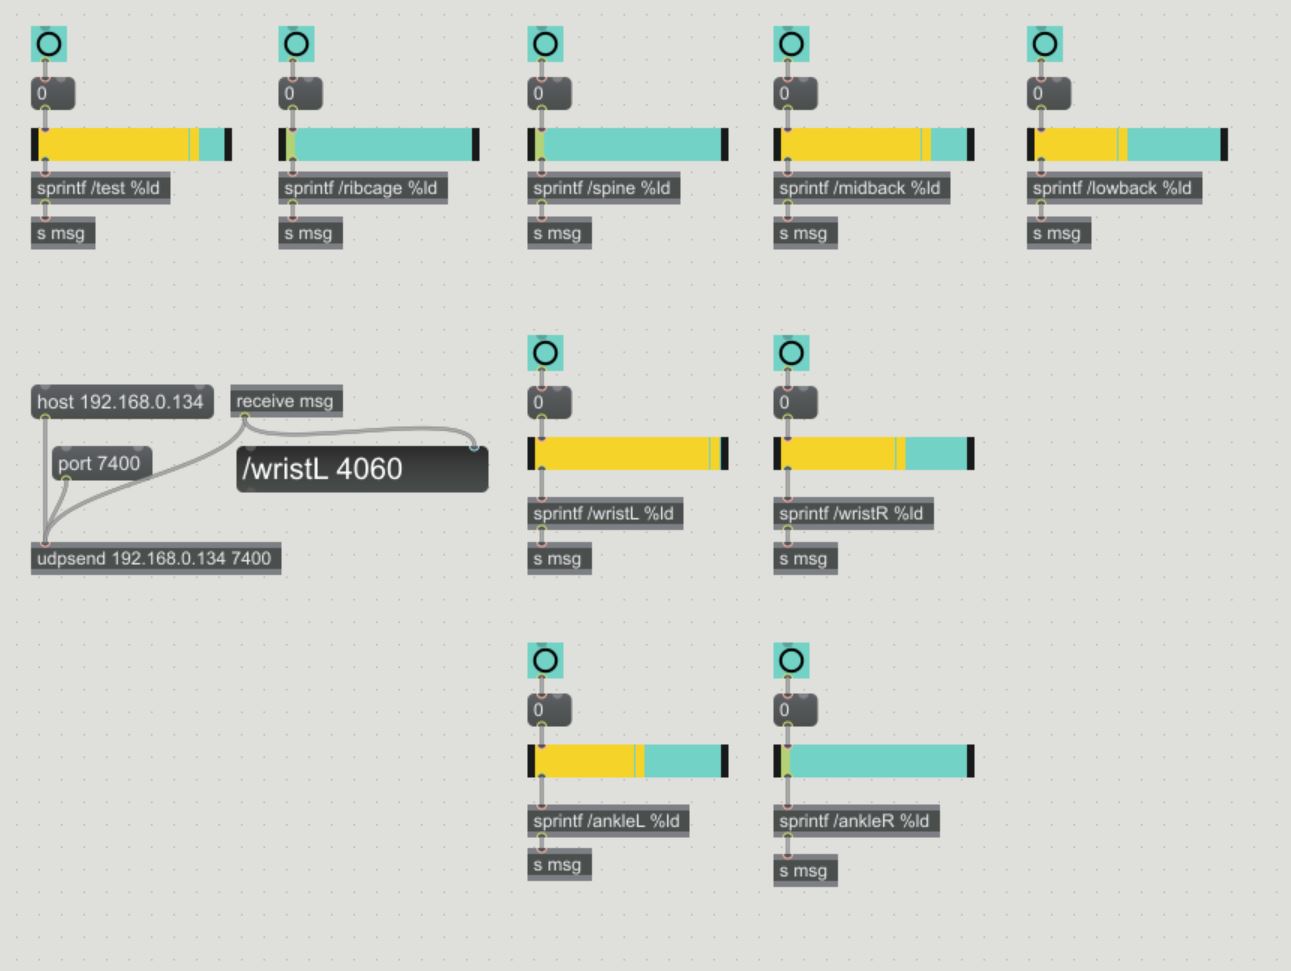 0
0
0
0
0
sprintf /test %ld
sprintf /ribcage %ld
sprintf /spine %ld
sprintf /midback %ld
sprintf /lowback %ld
s msg
s msg
s msg
s msg
s msg
host 192.168.0.134
receive msg
port 7400
/wristL 4060
udpsend 192.168.0.134 7400
0
0
sprintf /wristL %ld
sprintf /wristR %ld
s msg
s msg
0
0
sprintf /ankleL %ld
sprintf /ankleR %ld
s msg
s msg